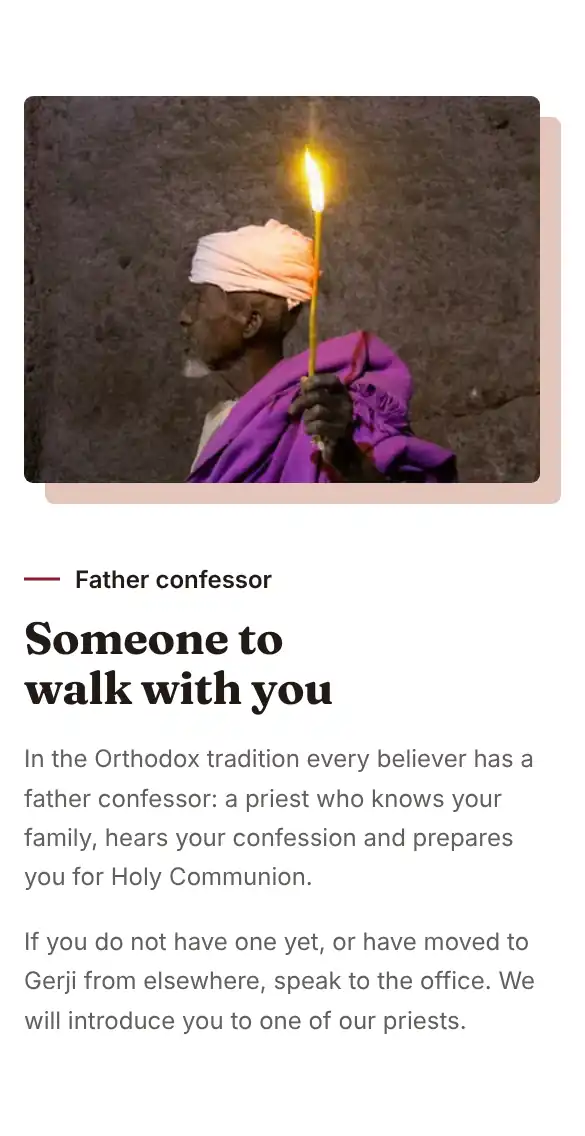 Father confessor
Someone to
walk with you
In the Orthodox tradition every believer has a
father confessor: a priest who knows your
family, hears your confession and prepares
you for Holy Communion.
If you do not have one yet, or have moved to
Gerji from elsewhere, speak to the office. We
will introduce you to one of our priests.